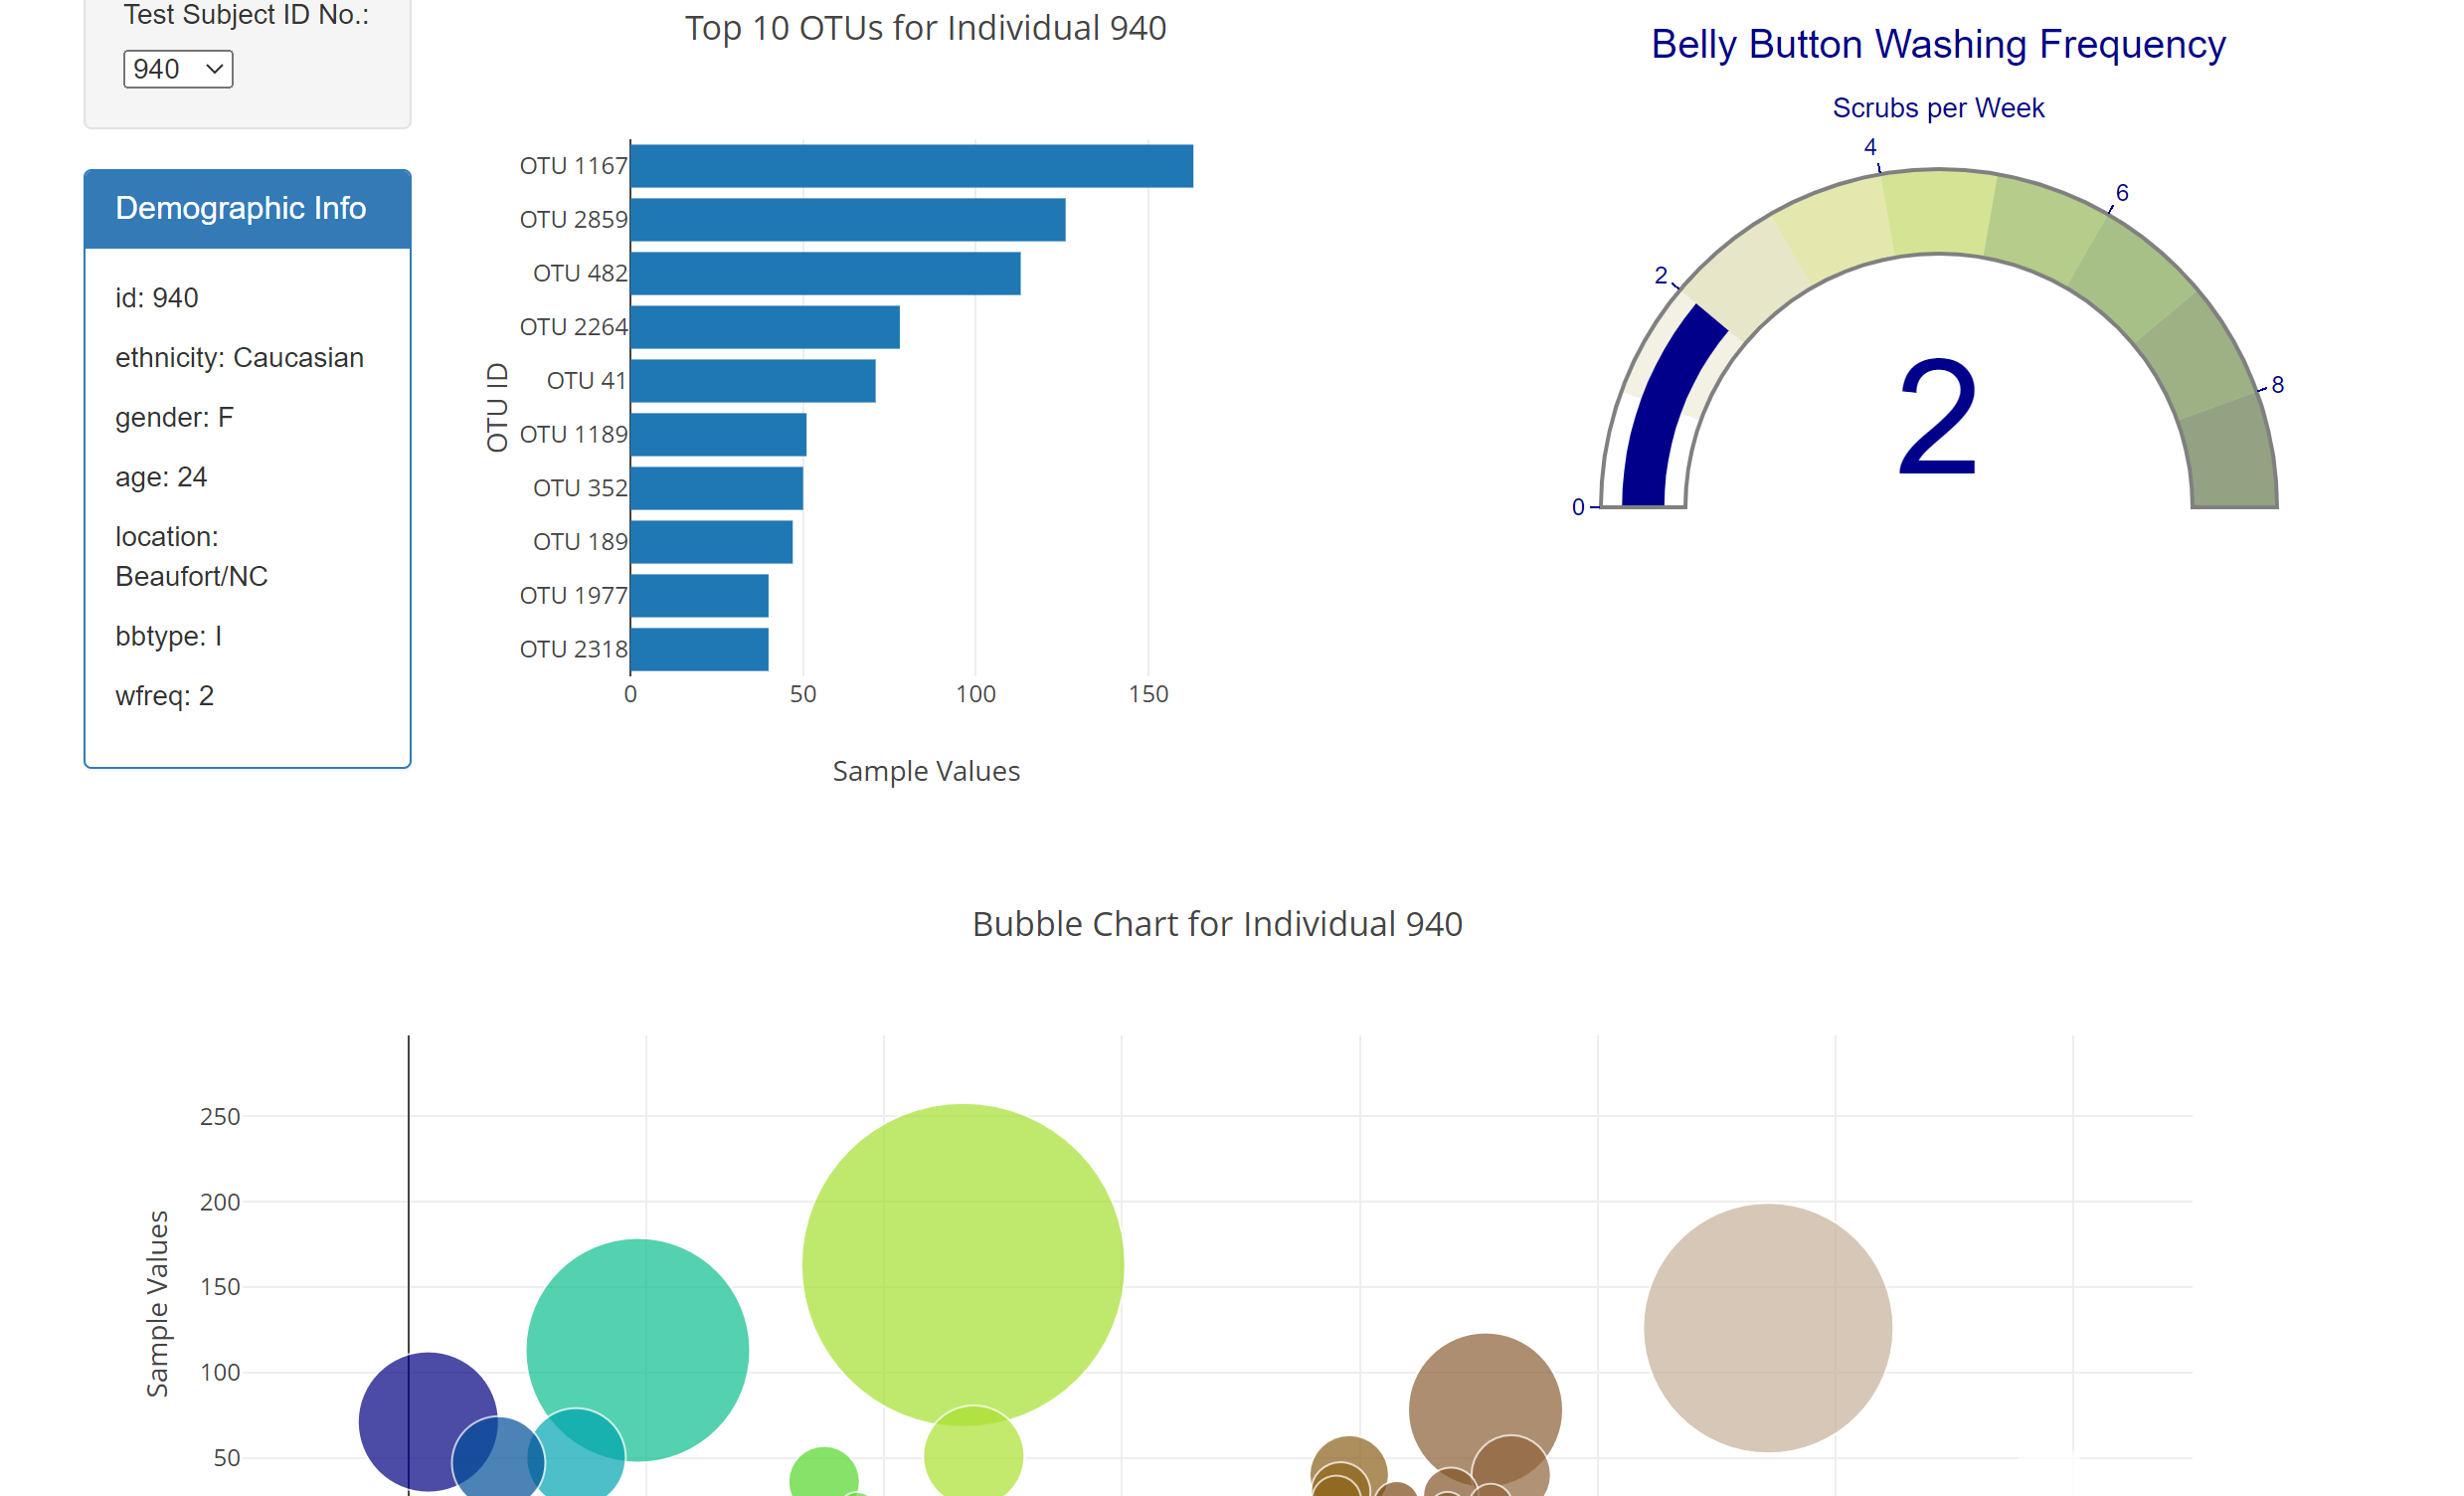 Test Subject ID No.:
940
Demographic Info
id: 940
ethnicity: Caucasian
gender: F
age: 24
location:
Beaufort/NC
bbtype: I
wfreq: 2
Top 10 OTUs for Individual 940
OTU ID
OTU 1167
OTU 2859
OTU 482
OTU 2264
OTU 41
OTU 1189
OTU 352
OTU 189
OTU 1977
OTU 2318
0 50 100 150
Sample Values
Belly Button Washing Frequency
Scrubs per Week
0
2
4
6
8
2
Bubble Chart for Individual 940
Sample Values
250
200
150
100
50